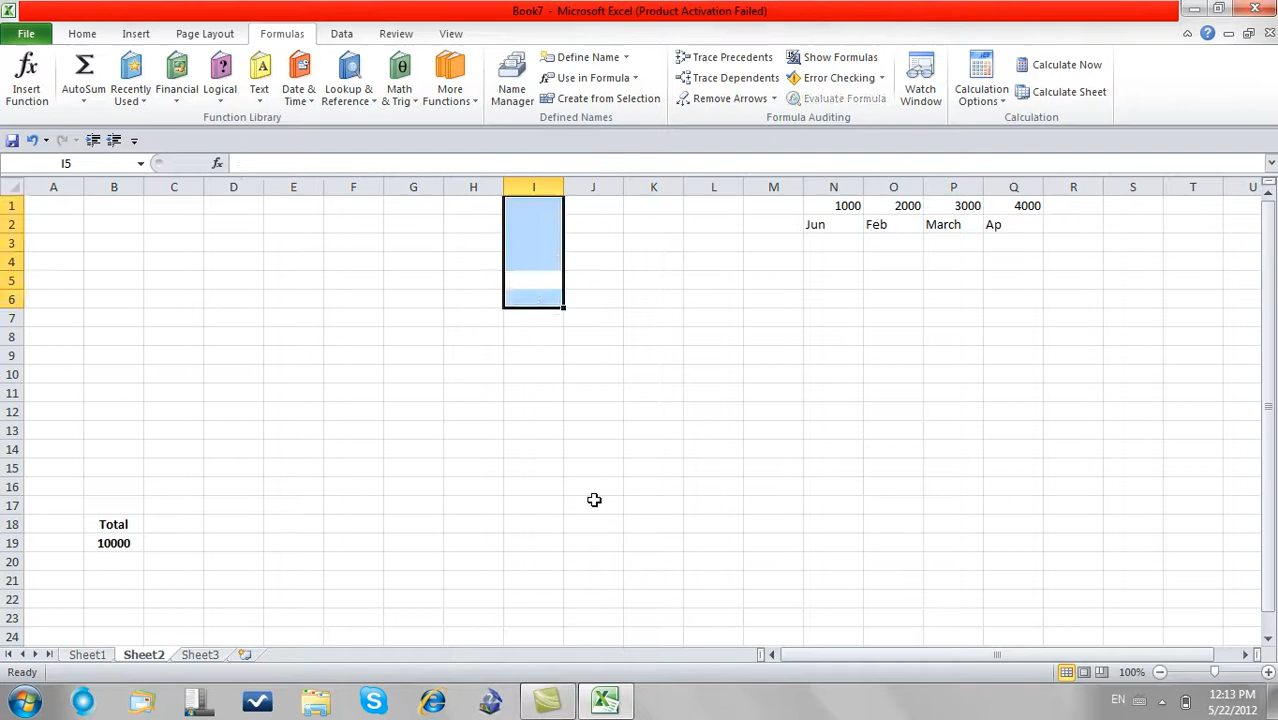 Book7 - Microsoft Excel (Product Activation Failed)
File Home Insert Page Layout Formulas Data Review View
Insert Function
AutoSum
Recently Used
Financial
Logical
Text
Date & Time
Lookup & Reference
Math & Trig
More Functions
Function Library
Name Manager
Define Name
Use in Formula
Create from Selection
Defined Names
Trace Precedents
Trace Dependents
Remove Arrows
Show Formulas
Error Checking
Evaluate Formula
Formula Auditing
Watch Window
Calculation Options
Calculate Now
Calculate Sheet
Calculation
I5 fx
A B C D E F G H I J K L M N O P Q R S T U
1 1000 2000 3000 4000
2 Jun Feb March Ap
3
4
5
6
7
8
9
10
11
12
13
14
15
16
17
18 Total
19 10000
20
21
22
23
24
Sheet1 Sheet2 Sheet3
Ready 100%
EN 12:13 PM
5/22/2012